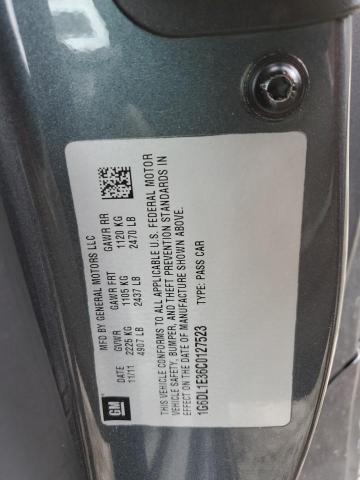 GM
MFD BY GENERAL MOTORS LLC
DATE GVWR GAWR FRT GAWR RR
11/11 2225 KG 1105 KG 1120 KG
4907 LB 2437 LB 2470 LB
THIS VEHICLE CONFORMS TO ALL APPLICABLE U.S. FEDERAL MOTOR
VEHICLE SAFETY, BUMPER, AND THEFT PREVENTION STANDARDS IN
EFFECT ON THE DATE OF MANUFACTURE SHOWN ABOVE.
1G6DL1E36C0127523 TYPE: PASS CAR